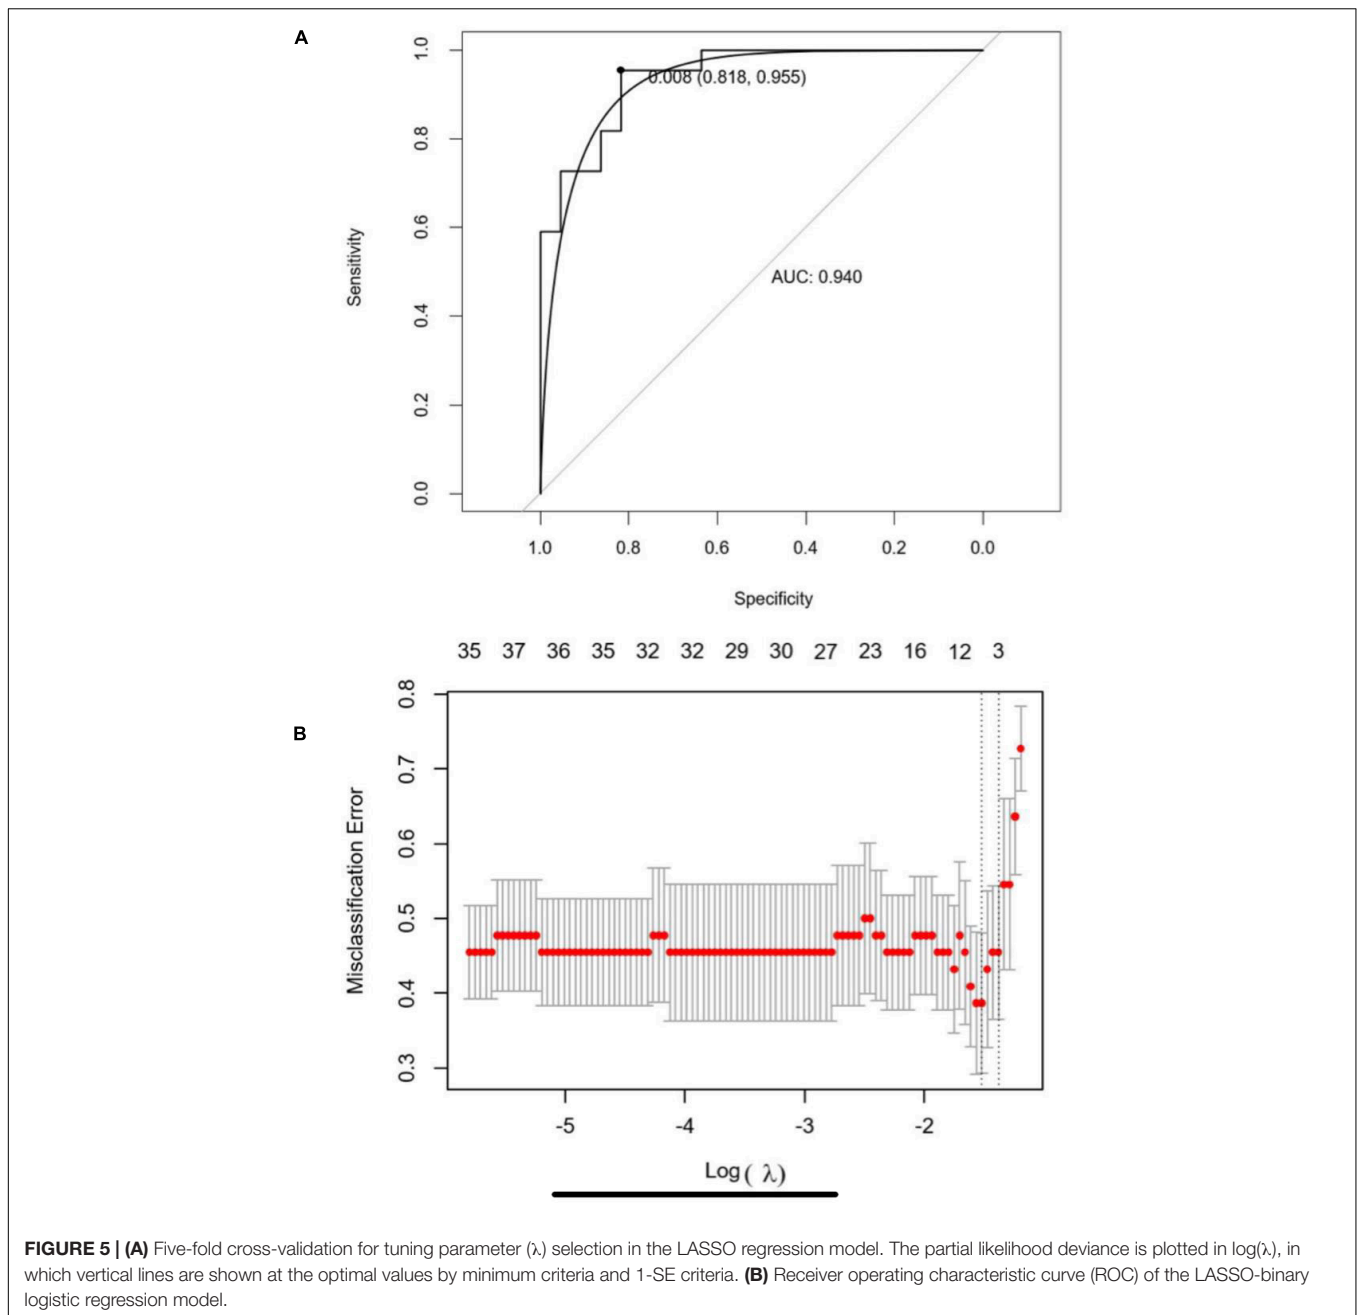 A
1.0
0.8
0.6
0.4
0.2
0.0
Sensitivity
0.008 (0.818, 0.955)
AUC: 0.940
1.0 0.8 0.6 0.4 0.2 0.0
Specificity
35 37 36 35 32 32 29 30 27 23 16 12 3
B
0.8
0.7
0.6
0.5
0.4
0.3
Misclassification Error
-5 -4 -3 -2
Log ( λ)
FIGURE 5 | (A) Five-fold cross-validation for tuning parameter (λ) selection in the LASSO regression model. The partial likelihood deviance is plotted in log(λ), in
which vertical lines are shown at the optimal values by minimum criteria and 1-SE criteria. (B) Receiver operating characteristic curve (ROC) of the LASSO-binary
logistic regression model.